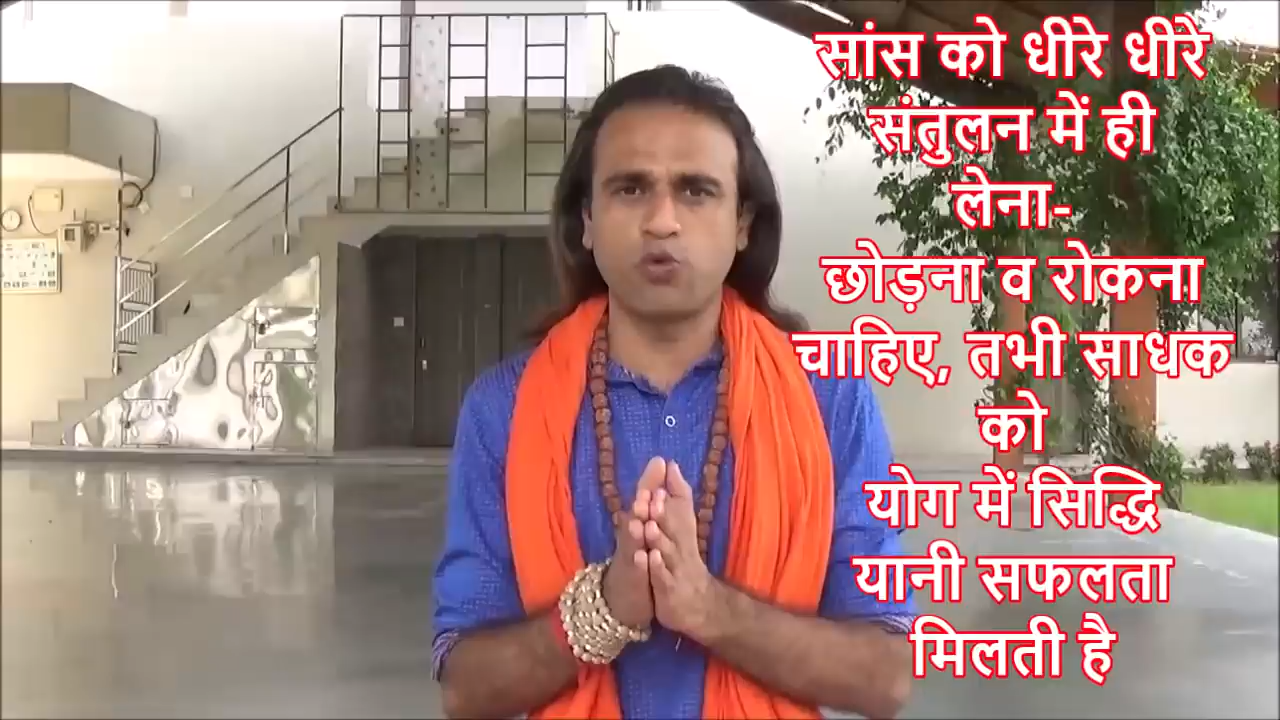 सांस को धीरे धीरे
संतुलन में ही
लेना-
छोड़ना व रोकना
चाहिए, तभी साधक
को
योग में सिद्धि
यानी सफलता
मिलती है